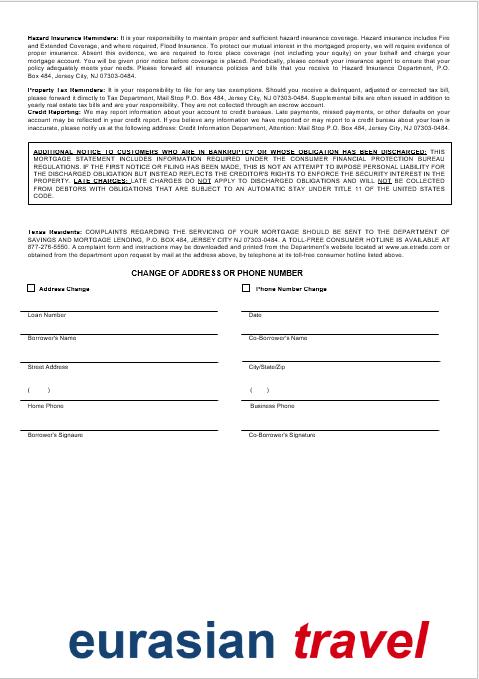 Hazard Insurance Reminders: It is your responsibility to maintain proper and sufficient hazard insurance coverage. Hazard insurance includes Fire
and Extended Coverage, and where required, Flood Insurance. To protect our mutual interest in the mortgaged property, we will require evidence of
proper insurance. Absent this evidence, we are required to force place coverage (not including your equity) on your behalf and charge your
mortgage account. You will be given prior notice before coverage is placed. Periodically, please consult your insurance agent to ensure that your
policy adequately meets your needs. Please forward all insurance policies and bills that you receive to Hazard Insurance Department, P.O.
Box 484, Jersey City, NJ 07303-0484.
Property Tax Reminders: It is your responsibility to file for any tax exemptions. Should you receive a delinquent, adjusted or corrected tax bill,
please forward it directly to Tax Department, Mail Stop P.O. Box 484, Jersey City, NJ 07303-0484. Supplemental bills are often issued in addition to
yearly real estate tax bills and are your responsibility. They are not collected through an escrow account.
Credit Reporting: We may report information about your account to credit bureaus. Late payments, missed payments, or other defaults on your account
may be reflected in your credit report. If you believe any information we have reported or may report to a credit bureau about your loan is
inaccurate, please notify us at the following address: Credit Information Department, Attention: Mail Stop P.O. Box 484, Jersey City, NJ 07303-0484.
ADDITIONAL NOTICE TO CUSTOMERS WHO ARE IN BANKRUPTCY OR WHOSE OBLIGATION HAS BEEN DISCHARGED: THIS
MORTGAGE STATEMENT INCLUDES INFORMATION REQUIRED UNDER THE CONSUMER FINANCIAL PROTECTION BUREAU
REGULATIONS. IF THE FIRST NOTICE OR FILING HAS BEEN MADE, THIS IS NOT AN ATTEMPT TO IMPOSE PERSONAL LIABILITY FOR
THE DISCHARGED OBLIGATION BUT INSTEAD REFLECTS THE CREDITOR'S RIGHTS TO ENFORCE THE SECURITY INTEREST IN THE
PROPERTY. LATE CHARGES: LATE CHARGES DO NOT APPLY TO DISCHARGED OBLIGATIONS AND WILL NOT BE COLLECTED
FROM DEBTORS WITH OBLIGATIONS THAT ARE SUBJECT TO AN AUTOMATIC STAY UNDER TITLE 11 OF THE UNITED STATES
CODE.
Texas Residents: COMPLAINTS REGARDING THE SERVICING OF YOUR MORTGAGE SHOULD BE SENT TO THE DEPARTMENT OF
SAVINGS AND MORTGAGE LENDING, P.O. BOX 484, JERSEY CITY NJ 07303-0484. A TOLL-FREE CONSUMER HOTLINE IS AVAILABLE AT
877-276-5550. A complaint form and instructions may be downloaded and printed from the Department's website located at www.us.etrade.com or
obtained from the department upon request by mail at the address above, by telephone at its toll-free consumer hotline listed above.
CHANGE OF ADDRESS OR PHONE NUMBER
Address Change Phone Number Change
Loan Number Date
Borrower's Name Co-Borrower's Name
Street Address City/State/Zip
( ) ( )
Home Phone Business Phone
Borrower's Signaure Co-Borrower's Signature
eurasian travel